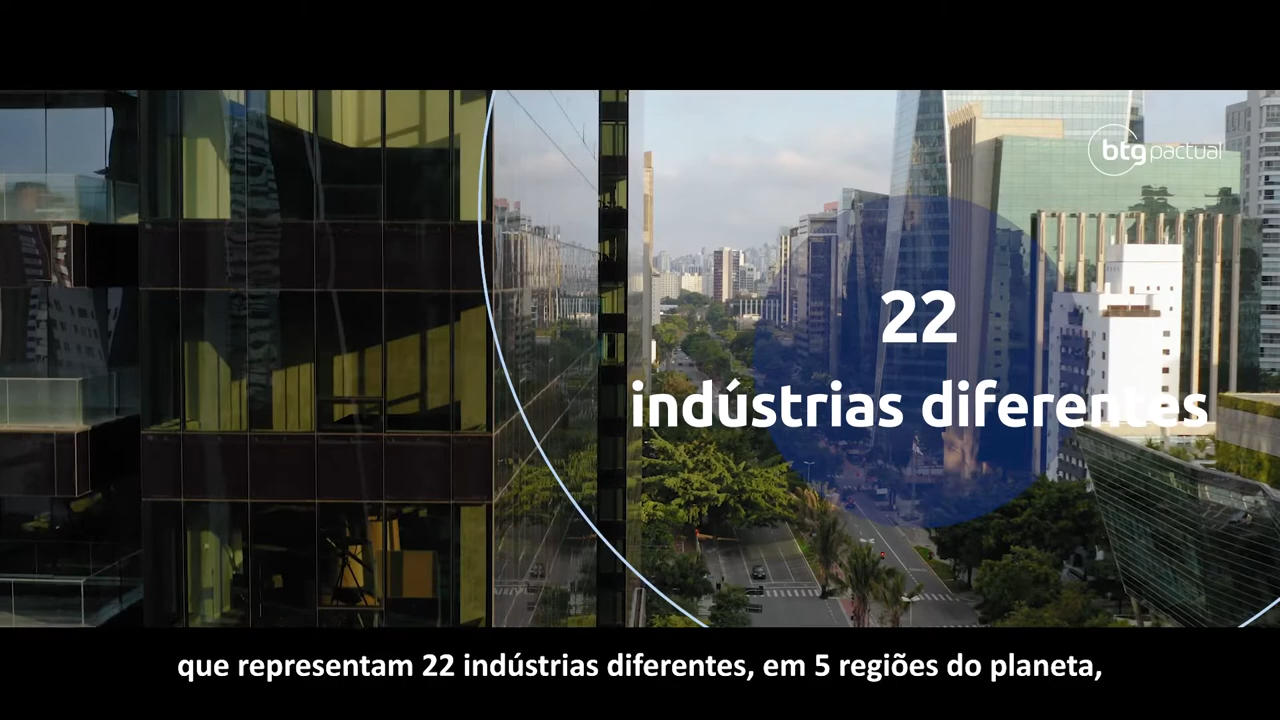 btg pactual
22
indústrias diferentes
que representam 22 indústrias diferentes, em 5 regiões do planeta,